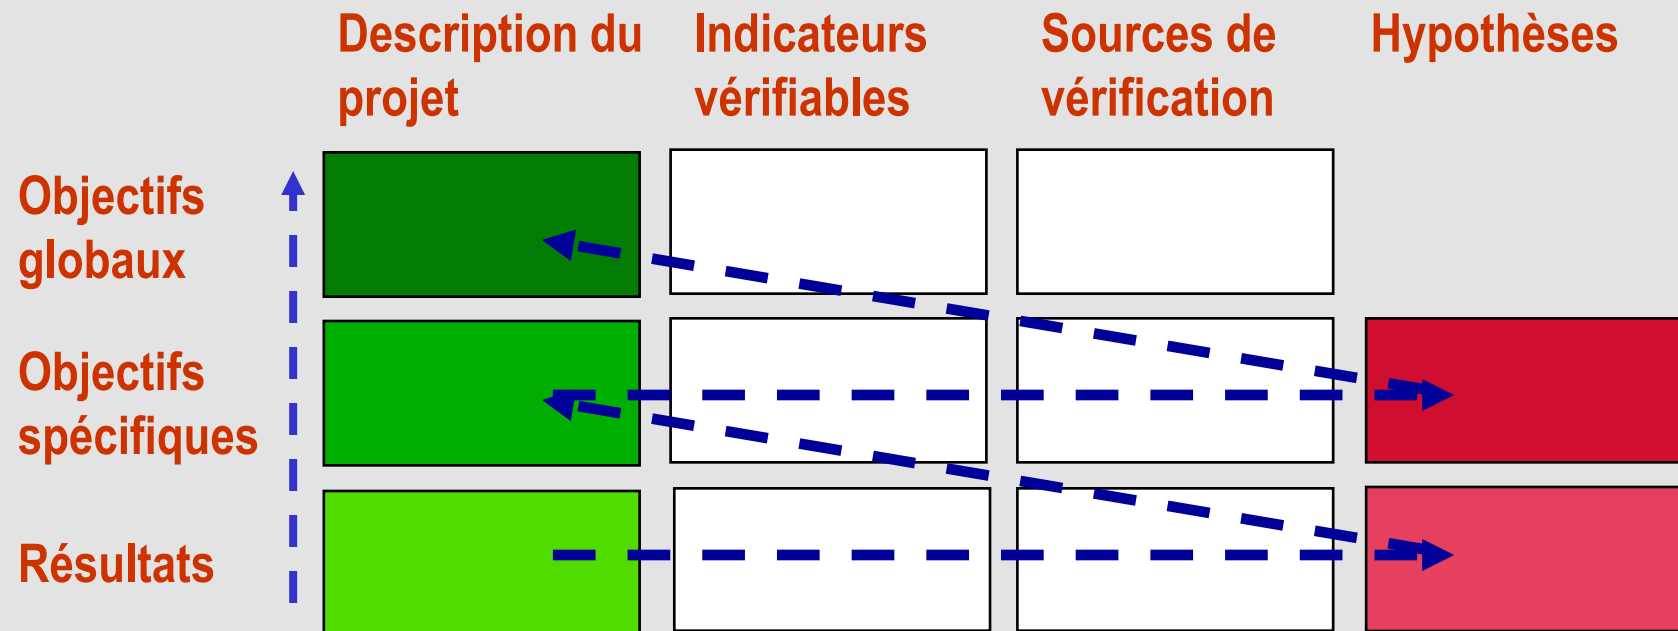 Description du
projet
Indicateurs
vérifiables
Sources de
vérification
Hypothèses
Objectifs
globaux
Objectifs
spécifiques
Résultats